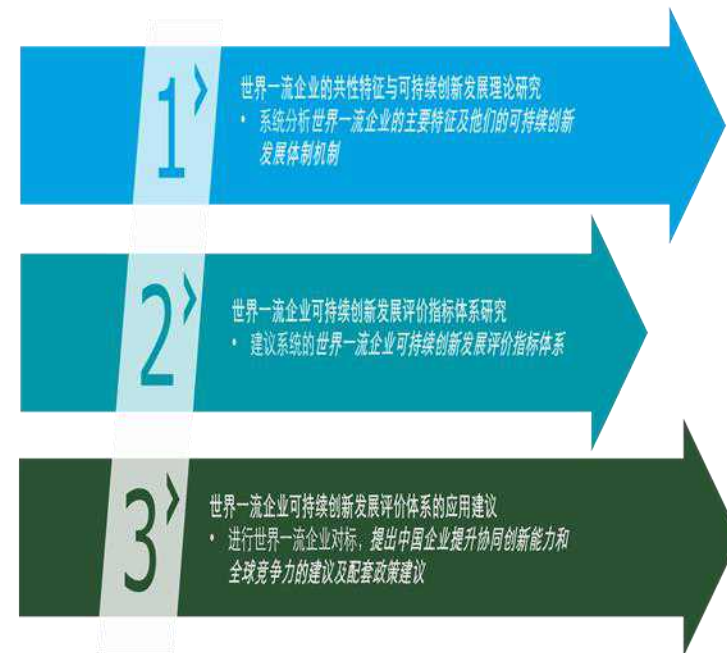 1›
世界一流企业的共性特征与可持续创新发展理论研究
• 系统分析世界一流企业的主要特征及他们的可持续创新
发展体制机制
2›
世界一流企业可持续创新发展评价指标体系研究
• 建议系统的世界一流企业可持续创新发展评价指标体系
3›
世界一流企业可持续创新发展评价体系的应用建议
• 进行世界一流企业对标，提出中国企业提升协同创新能力和
全球竞争力的建议及配套政策建议